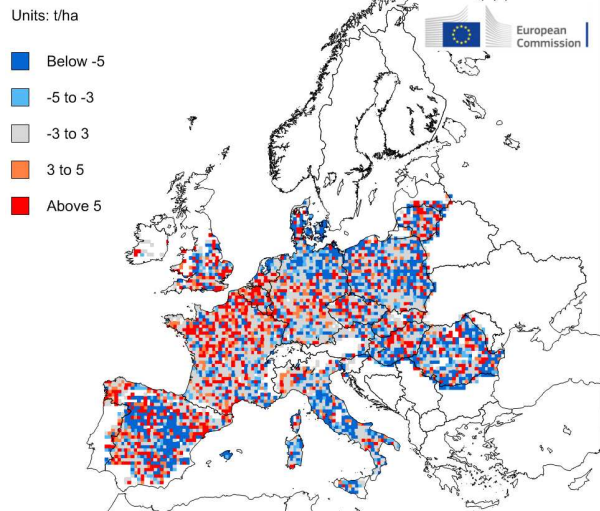 Units: t/ha
Below -5
-5 to -3
-3 to 3
3 to 5
Above 5
European
Commission